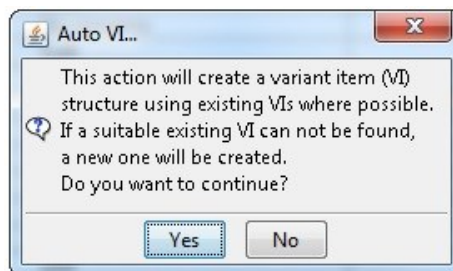 Auto VI...
This action will create a variant item (VI)
structure using existing VIs where possible.
If a suitable existing VI can not be found,
a new one will be created.
Do you want to continue?
Yes No